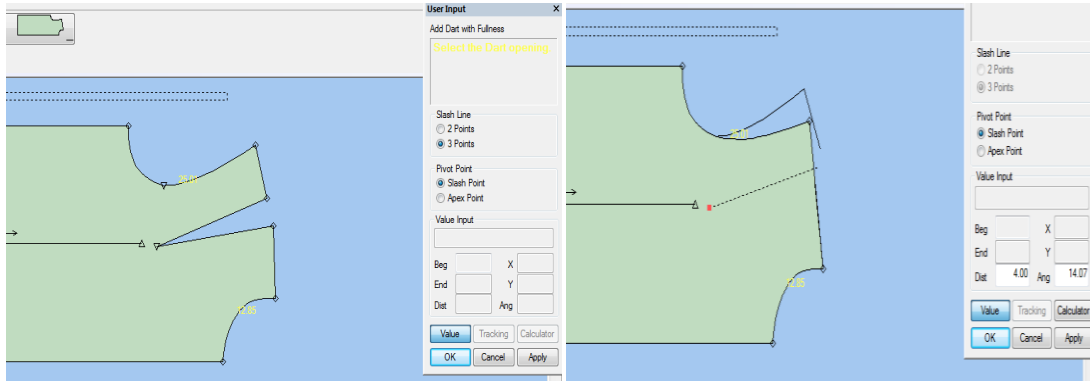 User Input
Add Dart with Fullness
Select the Dart opening.
Slash Line
2 Points
3 Points
Pivot Point
Slash Point
Apex Point
Value Input
Beg X
End Y
Dist Ang
Value Tracking Calculator
OK Cancel Apply
Slash Line
2 Points
3 Points
Pivot Point
Slash Point
Apex Point
Value Input
Beg X
End Y
Dist 4.00 Ang 14.07
Value Tracking Calculator
OK Cancel Apply